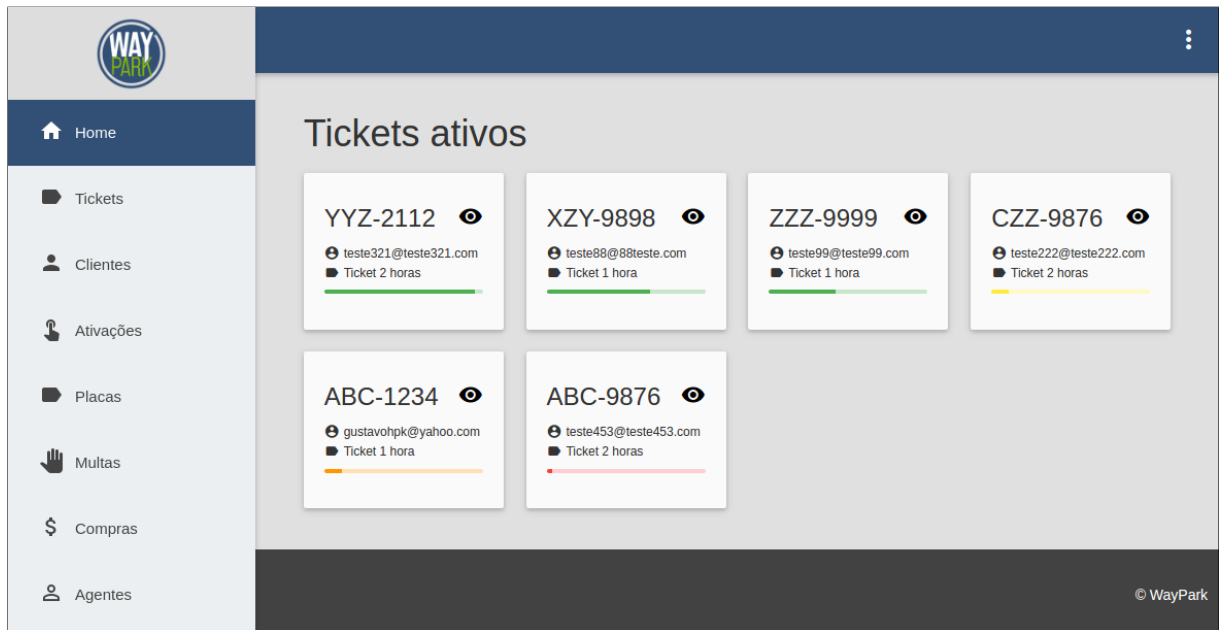 WAY
PARK
Home
Tickets
Clientes
Ativações
Placas
Multas
Compras
Agentes
Tickets ativos
YYZ-2112
teste321@teste321.com
Ticket 2 horas
XZY-9898
teste88@88teste.com
Ticket 1 hora
ZZZ-9999
teste99@teste99.com
Ticket 1 hora
CZZ-9876
teste222@teste222.com
Ticket 2 horas
ABC-1234
gustavohpk@yahoo.com
Ticket 1 hora
ABC-9876
teste453@teste453.com
Ticket 2 horas
© WayPark